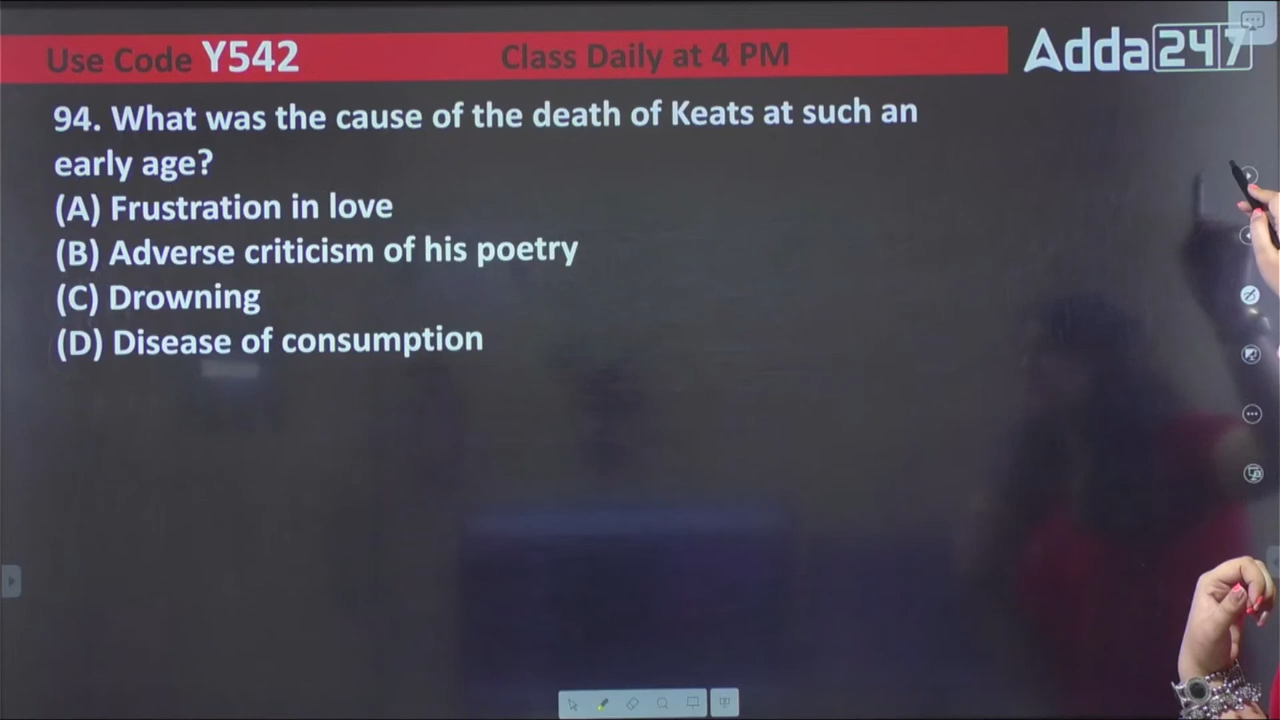 Use Code Y542 Class Daily at 4 PM Adda247
94. What was the cause of the death of Keats at such an
early age?
(A) Frustration in love
(B) Adverse criticism of his poetry
(C) Drowning
(D) Disease of consumption